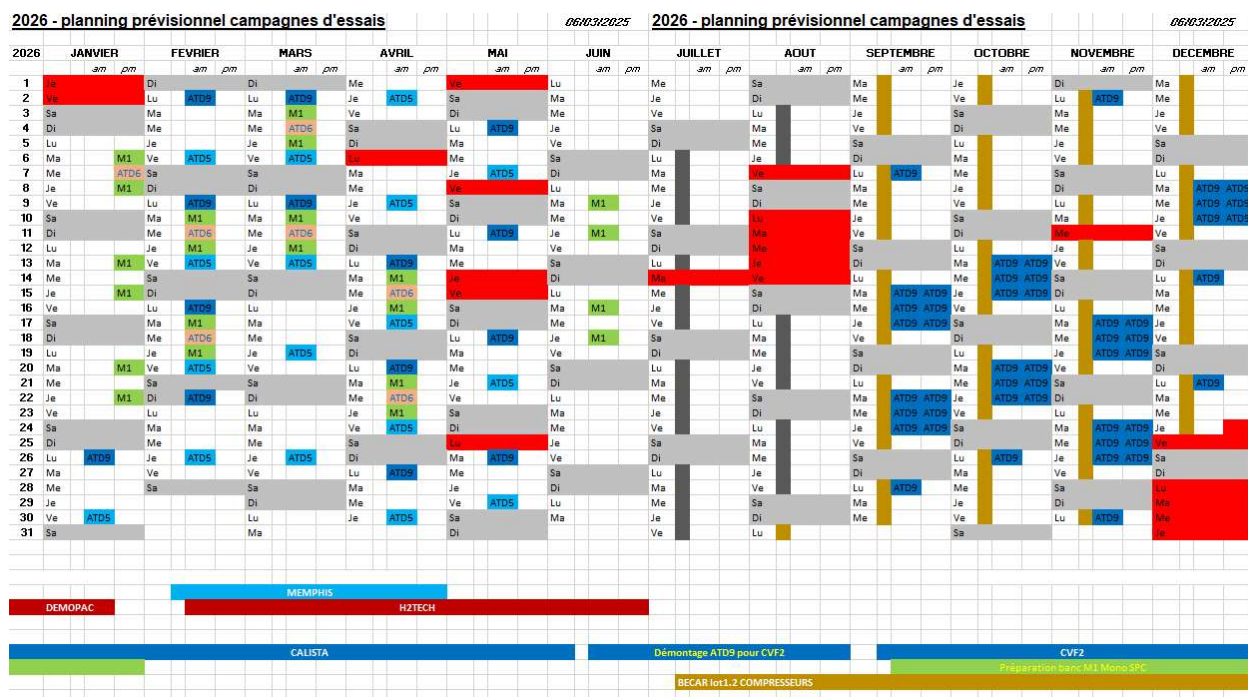 2026 - planning prévisionnel campagnes d'essais 06/03/2025 2026 - planning prévisionnel campagnes d'essais 06/03/2025
2026 JANVIER FEVRIER MARS AVRIL MAI JUIN JUILLET AOUT SEPTEMBRE OCTOBRE NOVEMBRE DECEMBRE
am pm am pm am pm am pm am pm am pm am pm am pm am pm am pm am pm am pm
1 Je Di Di Me Ve Lu Me Sa Ma Je Di Ma
2 Ve Lu ATD9 Lu ATD9 Je ATD5 Sa Ma Je Di Me Ve Lu ATD9 Me
3 Sa Ma Ma M1 Ve Di Me Ve Lu Je Sa Ma Je
4 Di Me Me ATD6 Sa Lu ATD9 Je Sa Ma Ve Di Me Ve
5 Lu Je Je M1 Di Ma Ve Di Me Sa Lu Je Sa
6 Ma M1 Ve ATD5 Ve ATD5 Lu Me Sa Lu Je Di Ma Ve Di
7 Me ATD6 Sa Sa Ma Je ATD5 Di Ma Ve Lu ATD9 Me Sa Lu
8 Je M1 Di Di Me Ve Lu Me Sa Ma Je Di Ma ATD9 ATD9
9 Ve Lu ATD9 Lu ATD9 Je ATD5 Sa Ma M1 Je Di Me Ve Lu Me ATD9 ATD9
10 Sa Ma M1 Ma M1 Ve Di Me Ve Lu Je Sa Ma Je ATD9 ATD9
11 Di Me ATD6 Me ATD6 Sa Lu ATD9 Je M1 Sa Ma Ve Di Me Ve
12 Lu Je M1 Je M1 Di Ma Ve Di Me Sa Lu Je Sa
13 Ma M1 Ve ATD5 Ve ATD5 Lu ATD9 Me Sa Lu Je Di Ma ATD9 ATD9 Ve Di
14 Me Sa Sa Ma M1 Je Di Ma Ve Lu Me ATD9 ATD9 Sa Lu ATD9
15 Je M1 Di Di Me ATD6 Ve Lu Me Sa Ma ATD9 ATD9 Je ATD9 ATD9 Di Ma
16 Ve Lu ATD9 Lu Je M1 Sa Ma M1 Je Di Me ATD9 ATD9 Ve Lu Me
17 Sa Ma M1 Ma Ve ATD5 Di Me Ve Lu Je ATD9 ATD9 Sa Ma ATD9 ATD9 Je
18 Di Me ATD6 Me Sa Lu ATD9 Je M1 Sa Ma Ve Di Me ATD9 ATD9 Ve
19 Lu Je M1 Je ATD5 Di Ma Ve Di Me Sa Lu Je ATD9 ATD9 Sa
20 Ma M1 Ve ATD5 Ve Lu ATD9 Me Sa Lu Je Di Ma ATD9 ATD9 Ve Di
21 Me Sa Sa Ma M1 Je ATD5 Di Ma Ve Lu Me ATD9 ATD9 Sa Lu ATD9
22 Je M1 Di ATD9 Di Me ATD6 Ve Lu Me Sa Ma ATD9 ATD9 Je ATD9 ATD9 Di Ma
23 Ve Lu Lu Je M1 Sa Ma Je Di Me ATD9 ATD9 Ve Lu Me
24 Sa Ma Ma Ve ATD5 Di Me Ve Lu Je ATD9 ATD9 Sa Ma ATD9 ATD9 Je
25 Di Me Me Sa Lu Je Sa Ma Ve Di Me ATD9 ATD9 Ve
26 Lu ATD9 Je ATD5 Je ATD5 Di Ma ATD9 Ve Di Me Sa Lu ATD9 Je ATD9 ATD9 Sa
27 Ma Ve Ve Lu ATD9 Me Sa Lu Je Di Ma Ve Di
28 Me Sa Sa Ma Je Di Ma Ve Lu ATD9 Me Sa Lu
29 Je Di Me Ve ATD5 Lu Me Sa Ma Je Di Ma
30 Ve ATD5 Lu Je ATD5 Sa Ma Je Di Me Ve Lu ATD9 Me
31 Sa Ma Di Ve Lu Sa Je
MEMPHIS
DEMOPAC H2TECH
CALISTA Démontage ATD9 pour CVF2 CVF2
Préparation banc M1 Mono SPC
BECAR lot1.2 COMPRESSEURS